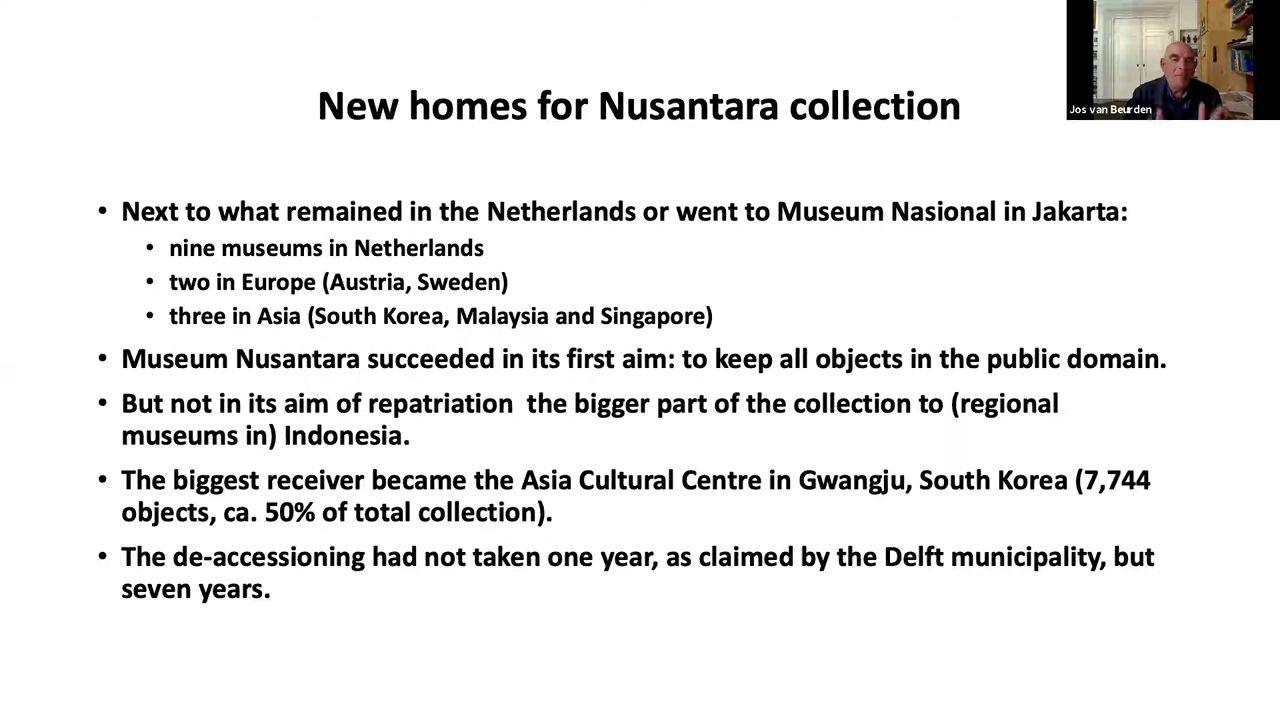 Jos van Beurden
New homes for Nusantara collection
• Next to what remained in the Netherlands or went to Museum Nasional in Jakarta:
• nine museums in Netherlands
• two in Europe (Austria, Sweden)
• three in Asia (South Korea, Malaysia and Singapore)
• Museum Nusantara succeeded in its first aim: to keep all objects in the public domain.
• But not in its aim of repatriation  the bigger part of the collection to (regional
museums in) Indonesia.
• The biggest receiver became the Asia Cultural Centre in Gwangju, South Korea (7,744
objects, ca. 50% of total collection).
• The de-accessioning had not taken one year, as claimed by the Delft municipality, but
seven years.